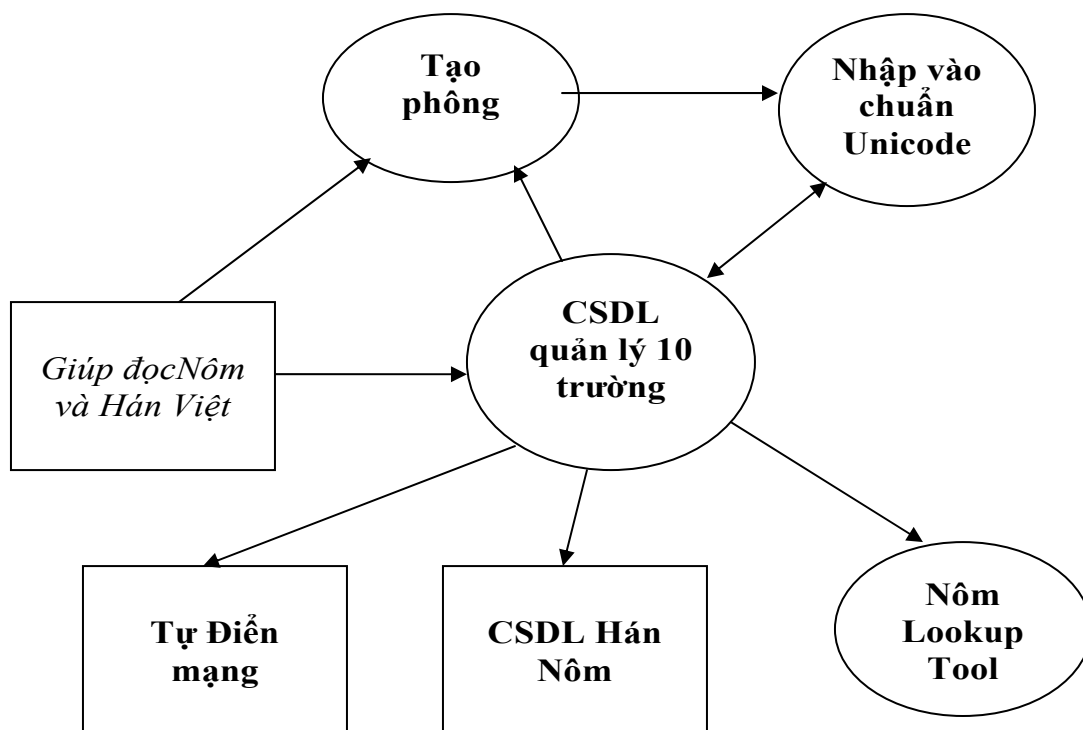 Tạo
phông
Nhập vào
chuẩn
Unicode
CSDL
quản lý 10
trường
Giúp đọcNôm
và Hán Việt
Tự Điển
mạng
CSDL Hán
Nôm
Nôm
Lookup
Tool